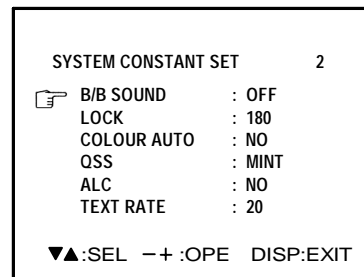 SYSTEM CONSTANT SET 2
B/B SOUND : OFF
LOCK : 180
COLOUR AUTO : NO
QSS : MINT
ALC : NO
TEXT RATE : 20
▼▲:SEL −+ :OPE DISP:EXIT